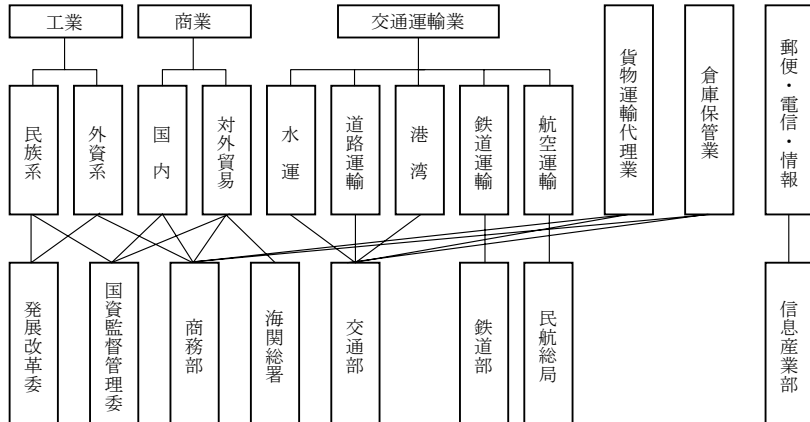 工業
商業
交通運輸業
貨物運輸代理業
倉庫保管業
郵便・電信・情報
民族系
外資系
国内
対外貿易
水運
道路運輸
港湾
鉄道運輸
航空運輸
発展改革委
国資監督管理委
商務部
海関総署
交通部
鉄道部
民航総局
信息産業部